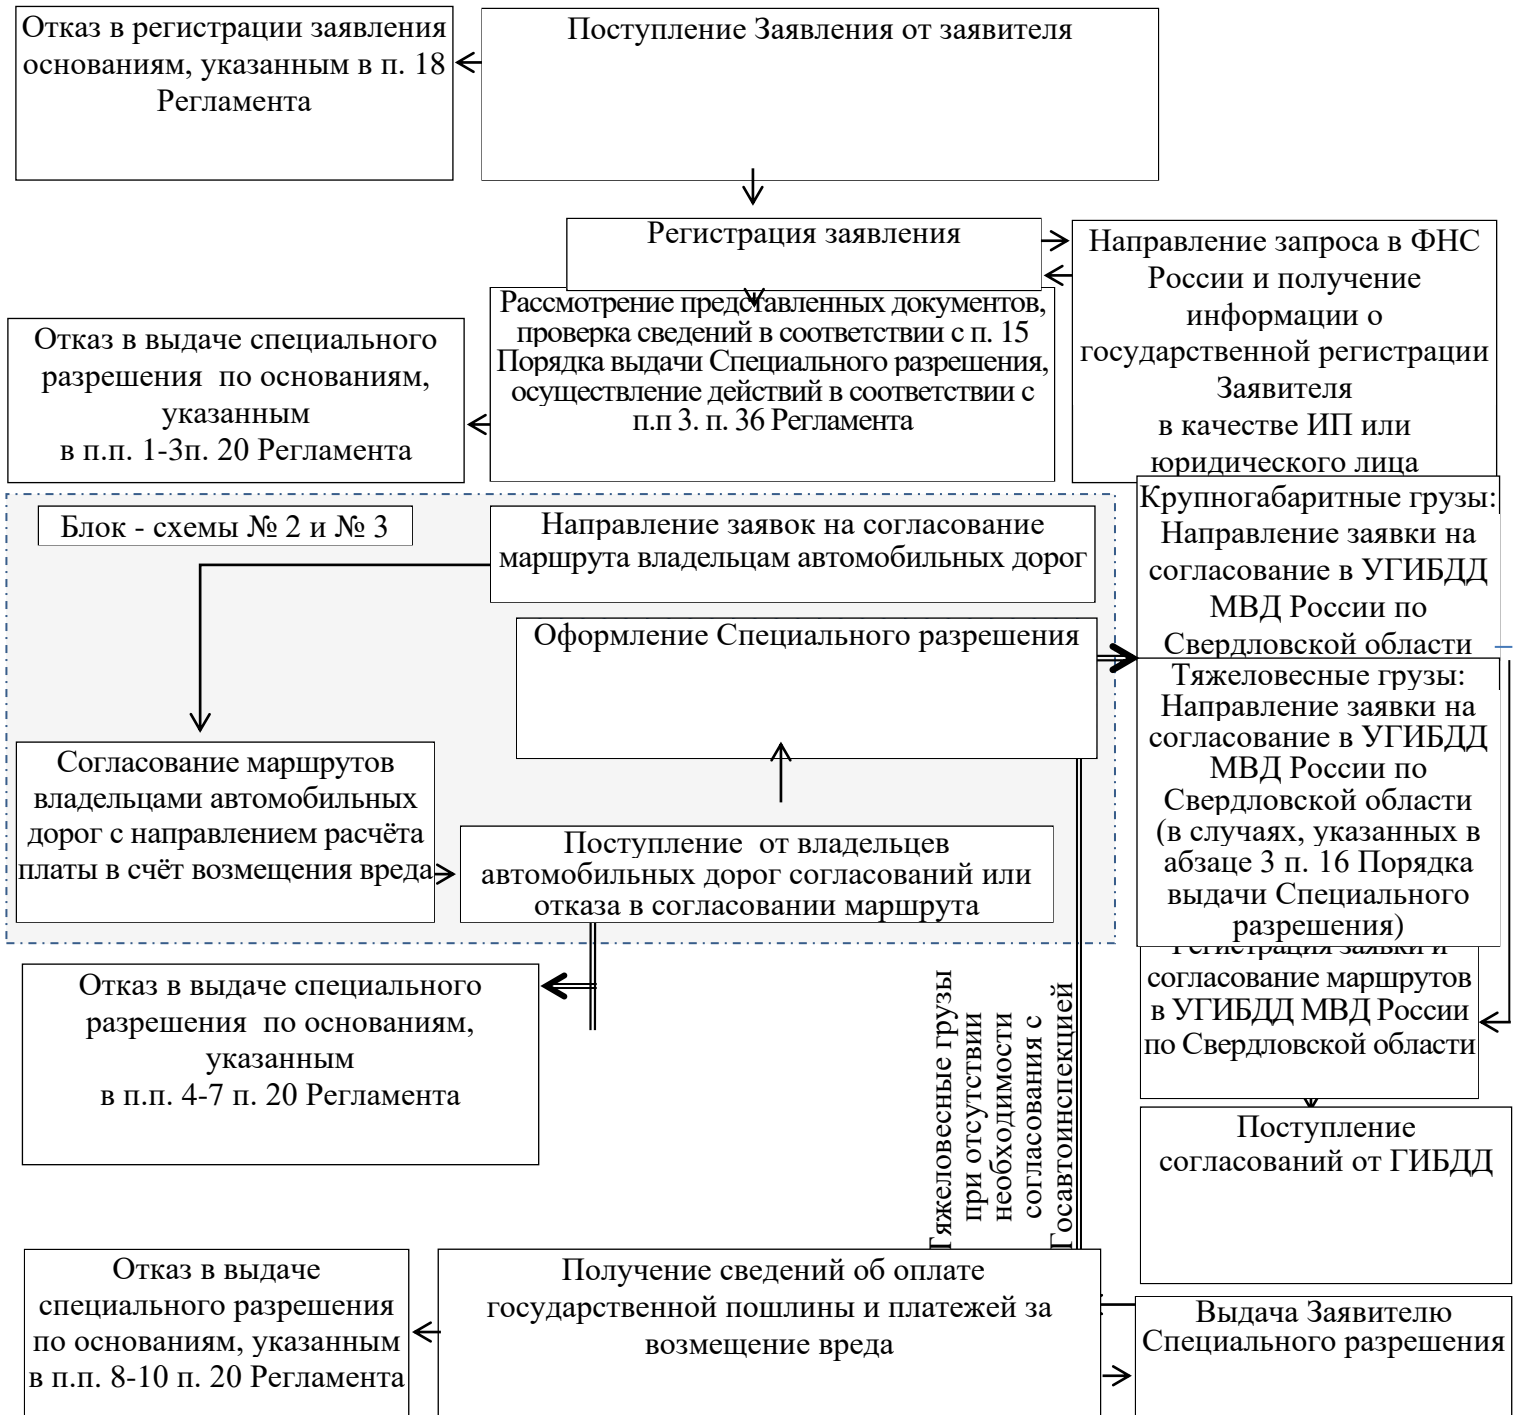 Отказ в регистрации заявления
основаниям, указанным в п. 18
Регламента
Поступление Заявления от заявителя
Регистрация заявления
Направление запроса в ФНС
России и получение
информации о
государственной регистрации
Заявителя
в качестве ИП или
юридического лица
Рассмотрение представленных документов,
проверка сведений в соответствии с п. 15
Порядка выдачи Специального разрешения,
осуществление действий в соответствии с
п.п 3. п. 36 Регламента
Отказ в выдаче специального
разрешения по основаниям,
указанным
в п.п. 1-3п. 20 Регламента
Блок - схемы № 2 и № 3
Направление заявок на согласование
маршрута владельцам автомобильных дорог
Крупногабаритные грузы:
Направление заявки на
согласование в УГИБДД
МВД России по
Свердловской области
Оформление Специального разрешения
Тяжеловесные грузы:
Направление заявки на
согласование в УГИБДД
МВД России по
Свердловской области
(в случаях, указанных в
абзаце 3 п. 16 Порядка
выдачи Специального
разрешения)
Согласование маршрутов
владельцами автомобильных
дорог с направлением расчёта
платы в счёт возмещения вреда
Поступление от владельцев
автомобильных дорог согласований или
отказа в согласовании маршрута
Регистрация заявки и
согласование маршрутов
в УГИБДД МВД России
по Свердловской области
Отказ в выдаче специального
разрешения по основаниям,
указанным
в п.п. 4-7 п. 20 Регламента
Тяжеловесные грузы
при отсутствии
необходимости
согласования с
Госавтоинспекцией
Поступление
согласований от ГИБДД
Отказ в выдаче
специального разрешения
по основаниям, указанным
в п.п. 8-10 п. 20 Регламента
Получение сведений об оплате
государственной пошлины и платежей за
возмещение вреда
Выдача Заявителю
Специального разрешения